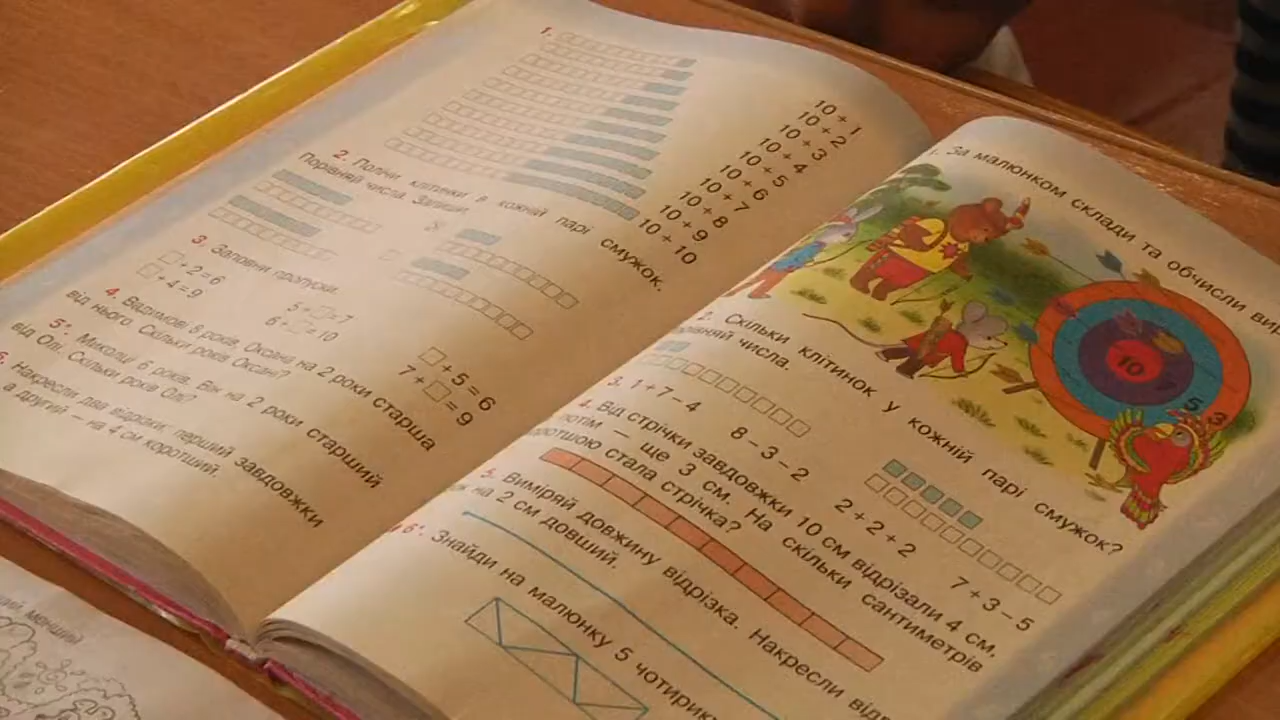 1.
10 + 1
10 + 2
10 + 3
10 + 4
10 + 5
10 + 6
10 + 7
10 + 8
10 + 9
10 + 10
2. Полічи клітинки в кожній парі смужок.
Порівняй числа. Запиши.
3. Заповни пропуски.
□ + 2 = 6
5 + □ = 7
□ + 5 = 6
□ + 4 = 9
6 + □ = 10
7 + □ = 9
4. Вадимові 8 років. Оксана на 2 роки старша
від нього. Скільки років Оксані?
5*. Миколці 6 років. Він на 2 роки старший
від Олі. Скільки років Олі?
6. Накресли два відрізки: перший завдовжки
а другий — на 4 см коротший.
1. За малюнком склади та обчисли вир
10
5
3
2. Скільки клітинок у кожній парі смужок?
числа.
3. 1 + 7 − 4
8 − 3 − 2
2 + 2 + 2
7 + 3 − 5
4. Від стрічки завдовжки 10 см відрізали 4 см,
потім — ще 3 см. На скільки сантиметрів
стала стрічка?
5. Виміряй довжину відрізка. Накресли
на 2 см довший.
6*. Знайди на малюнку 5
менший